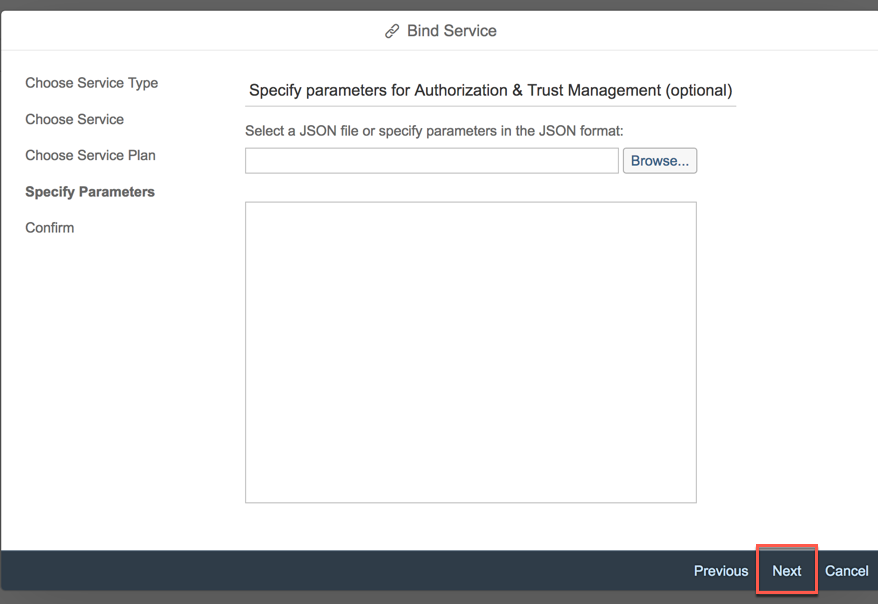 Bind Service
Choose Service Type
Choose Service
Choose Service Plan
Specify Parameters
Confirm
Specify parameters for Authorization & Trust Management (optional)
Select a JSON file or specify parameters in the JSON format:
Browse...
Previous
Next
Cancel